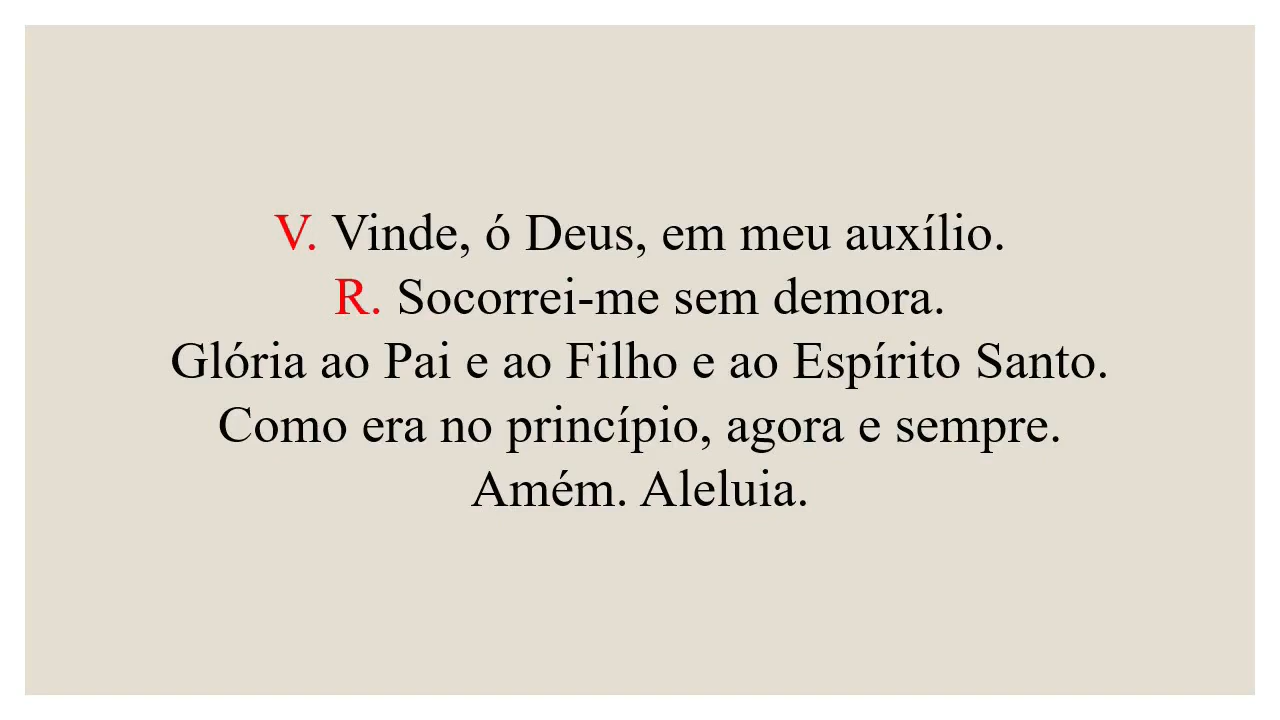 V. Vinde, ó Deus, em meu auxílio.
R. Socorrei-me sem demora.
Glória ao Pai e ao Filho e ao Espírito Santo.
Como era no princípio, agora e sempre.
Amém. Aleluia.